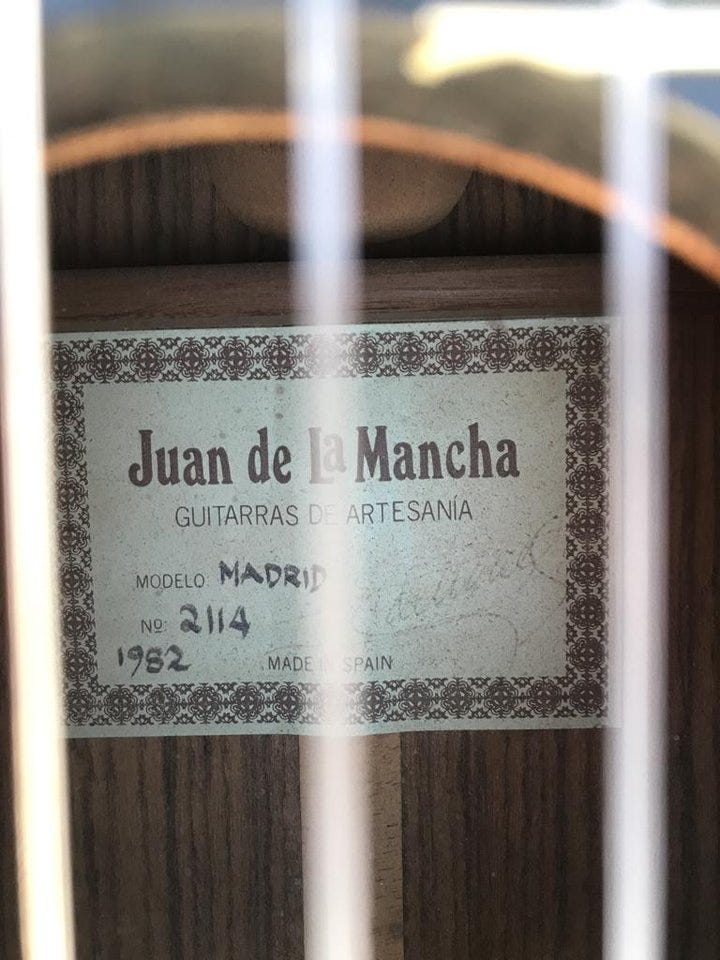 Juan de La Mancha
GUITARRAS DE ARTESANÍA
MODELO MADRID
Nº 2114
1982
MADE IN SPAIN